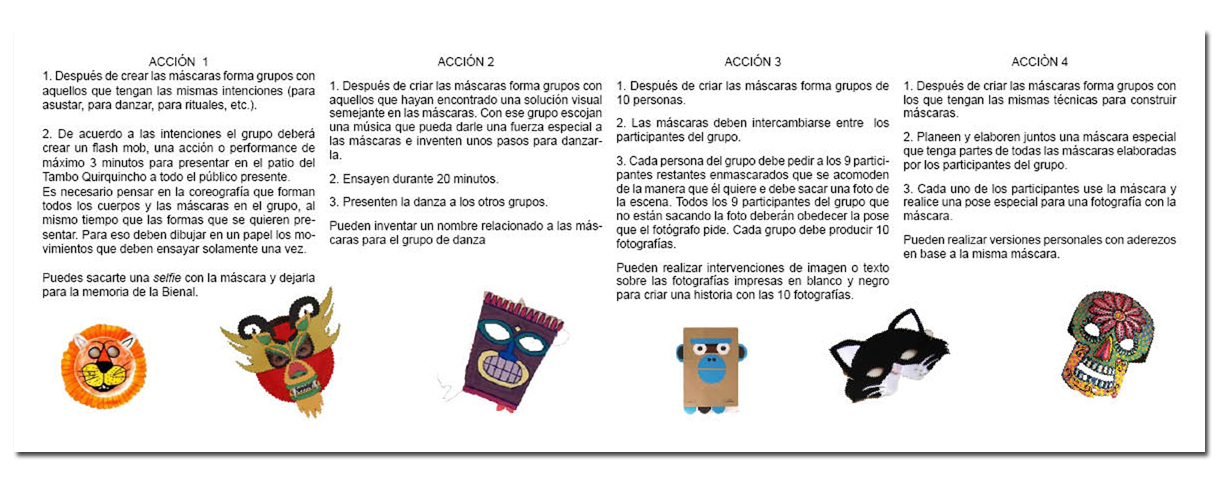 ACCIÓN 1
1. Después de crear las máscaras forma grupos con
aquellos que tengan las mismas intenciones (para
asustar, para danzar, para rituales, etc.).
2. De acuerdo a las intenciones el grupo deberá
crear un flash mob, una acción o performance de
máximo 3 minutos para presentar en el patio del
Tambo Quirquincho a todo el público presente.
Es necesario pensar en la coreografía que forman
todos los cuerpos y las máscaras en el grupo, al
mismo tiempo que las formas que se quieren pre-
sentar. Para eso deben dibujar en un papel los mo-
vimientos que deben ensayar solamente una vez.
Puedes sacarte una selfie con la máscara y dejarla
para la memoria de la Bienal.
ACCIÓN 2
1. Después de criar las máscaras forma grupos con
aquellos que hayan encontrado una solución visual
semejante en las máscaras. Con ese grupo escojan
una música que pueda darle una fuerza especial a
las máscaras e inventen unos pasos para danzar-
la.
2. Ensayen durante 20 minutos.
3. Presenten la danza a los otros grupos.
Pueden inventar un nombre relacionado a las más-
caras para el grupo de danza
ACCIÓN 3
1. Después de criar las máscaras forma grupos de
10 personas.
2. Las máscaras deben intercambiarse entre los
participantes del grupo.
3. Cada persona del grupo debe pedir a los 9 partici-
pantes restantes enmascarados que se acomoden
de la manera que él quiere e debe sacar una foto de
la escena. Todos los 9 participantes del grupo que
no están sacando la foto deberán obedecer la pose
que el fotógrafo pide. Cada grupo debe producir 10
fotografías.
Pueden realizar intervenciones de imagen o texto
sobre las fotografías impresas en blanco y negro
para criar una historia con las 10 fotografías.
ACCIÒN 4
1. Después de criar las máscaras forma grupos con
los que tengan las mismas técnicas para construir
máscaras.
2. Planeen y elaboren juntos una máscara especial
que tenga partes de todas las máscaras elaboradas
por los participantes del grupo.
3. Cada uno de los participantes use la máscara y
realice una pose especial para una fotografía con la
máscara.
Pueden realizar versiones personales con aderezos
en base a la misma máscara.